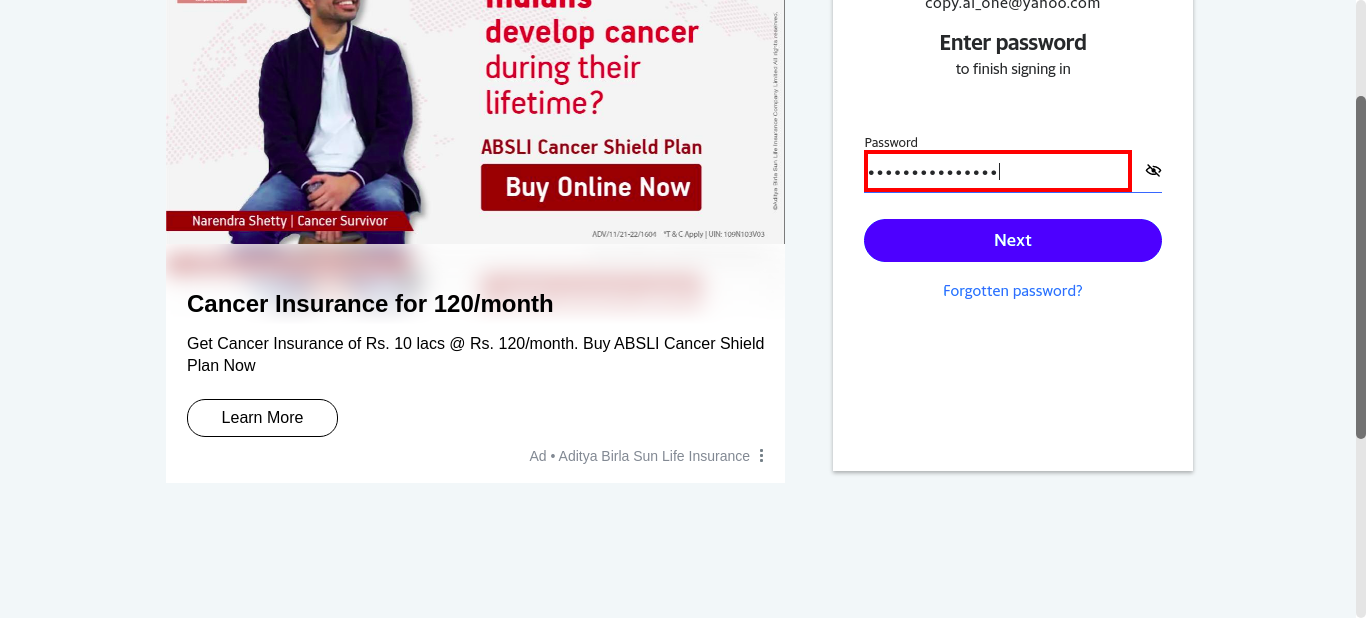 develop cancer
during their
lifetime?
ABSLI Cancer Shield Plan
Buy Online Now
Narendra Shetty | Cancer Survivor
ADV/11/21-22/1604 *T & C Apply | UIN: 109N103V03
©Aditya Birla Sun Life Insurance Company Limited All rights reserved.
Cancer Insurance for 120/month
Get Cancer Insurance of Rs. 10 lacs @ Rs. 120/month. Buy ABSLI Cancer Shield
Plan Now
Learn More
Ad • Aditya Birla Sun Life Insurance
copy.ai_one@yahoo.com
Enter password
to finish signing in
Password
Next
Forgotten password?